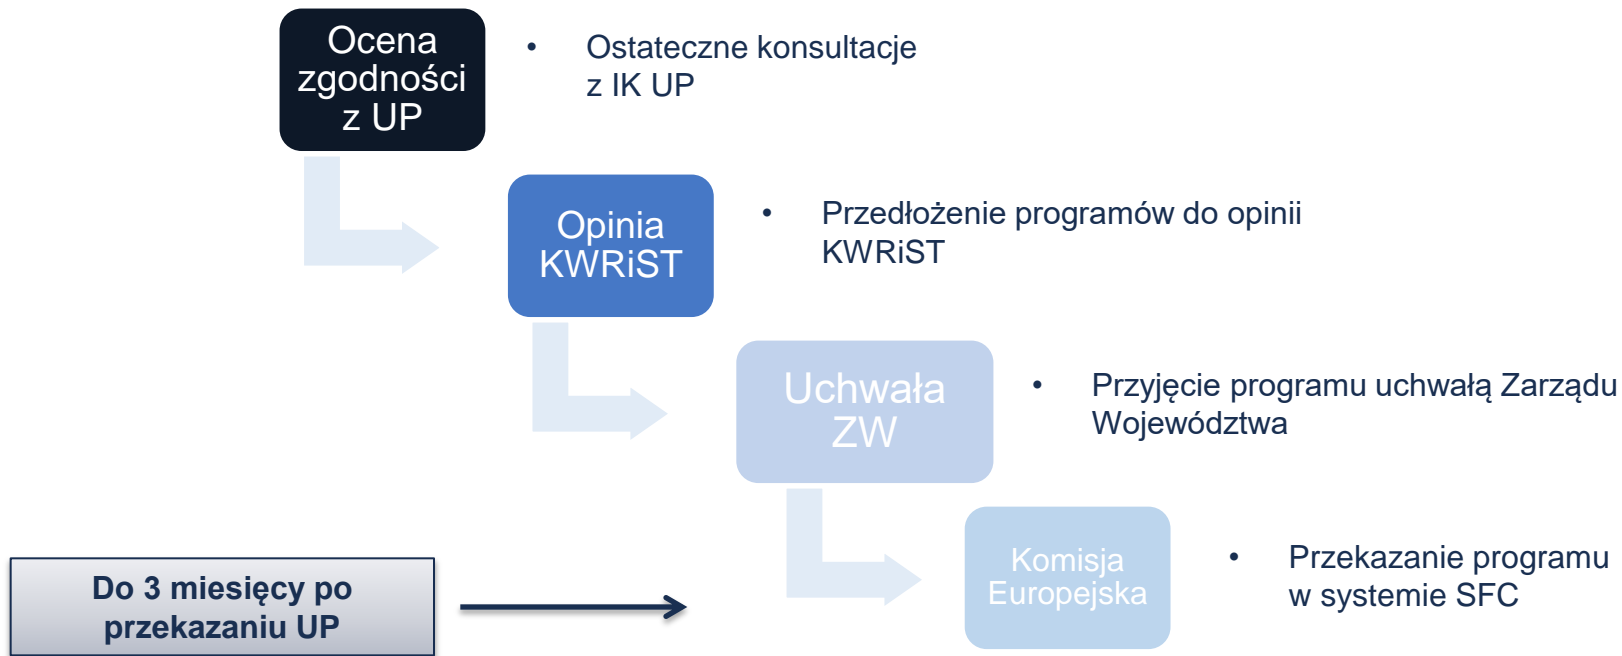 Ocena
zgodności
z UP
• Ostateczne konsultacje
z IK UP
Opinia
KWRiST
• Przedłożenie programów do opinii
KWRiST
Uchwała
ZW
• Przyjęcie programu uchwałą Zarządu
Województwa
Komisja
Europejska
• Przekazanie programu
w systemie SFC
Do 3 miesięcy po
przekazaniu UP